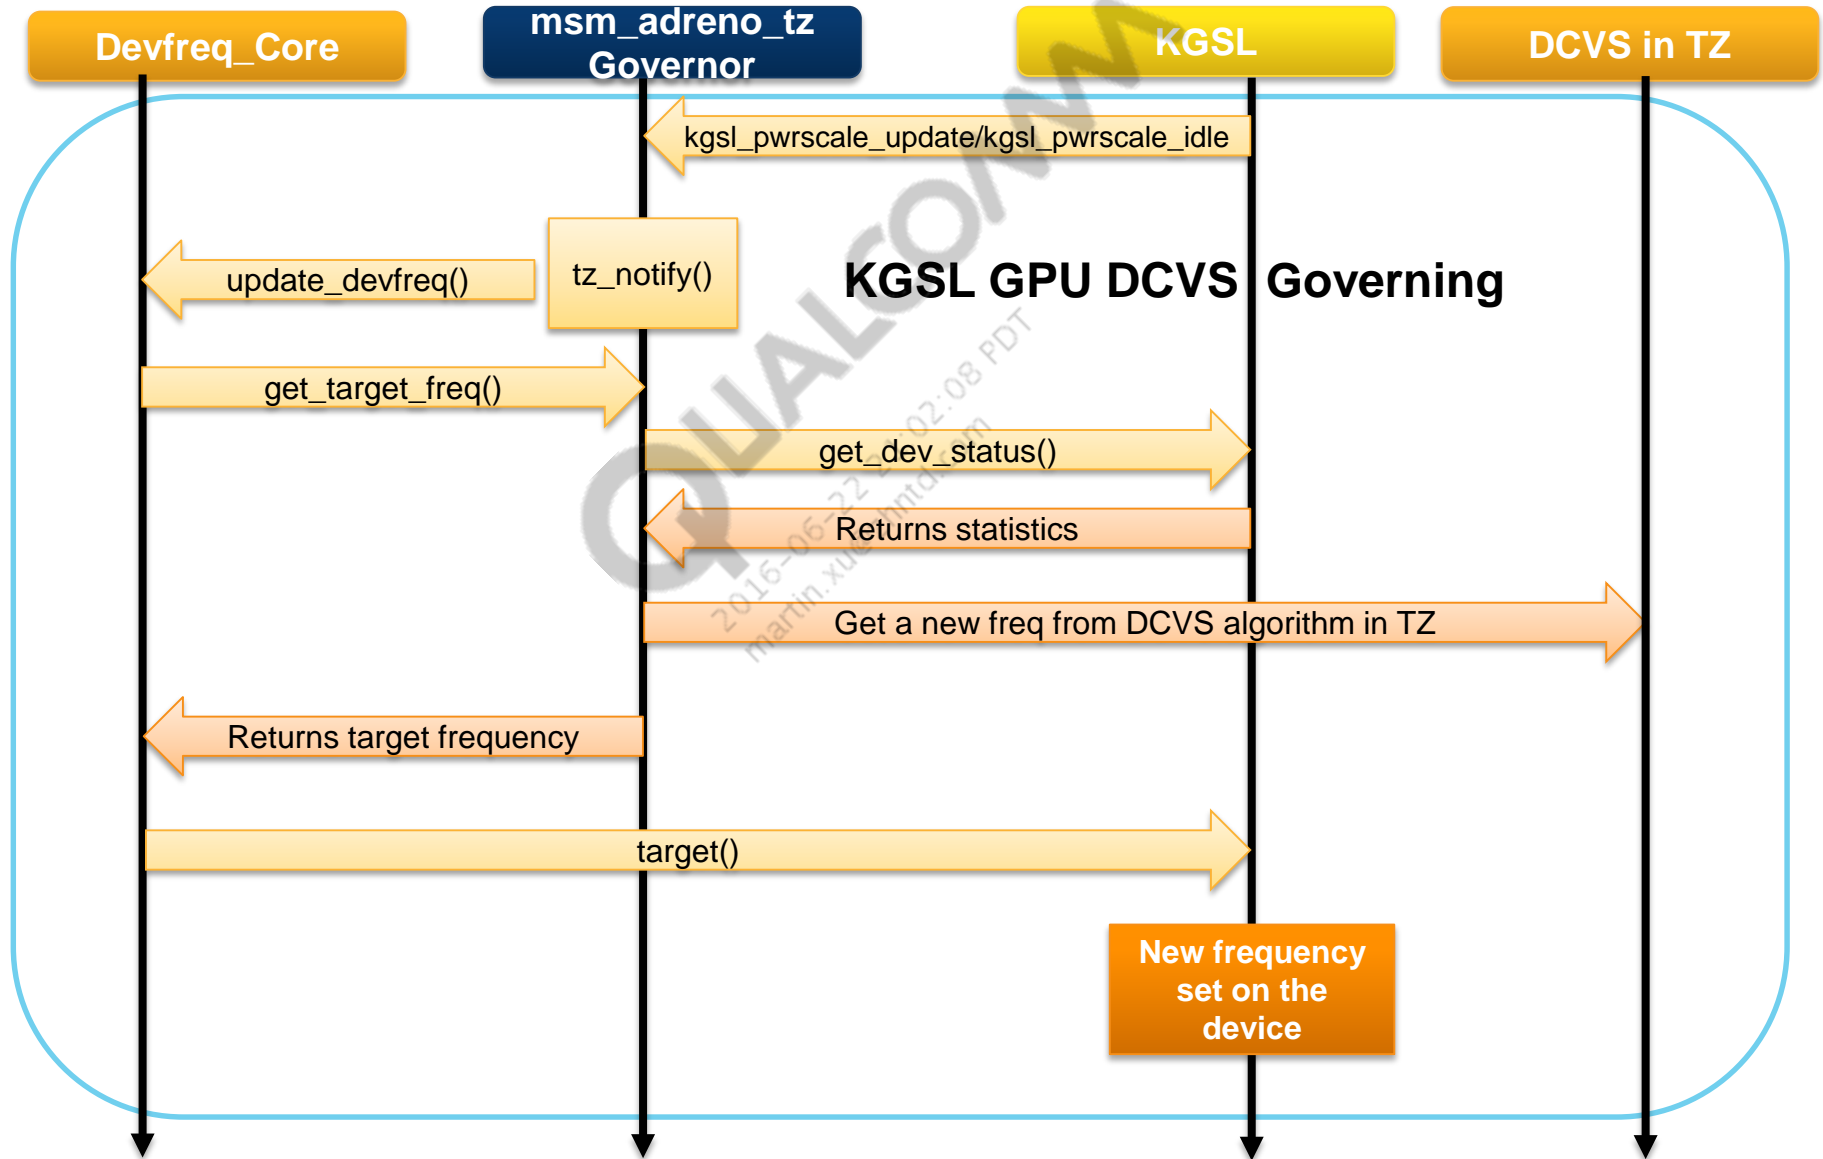 Devfreq_Core
msm_adreno_tz
Governor
KGSL
DCVS in TZ
kgsl_pwrscale_update/kgsl_pwrscale_idle
update_devfreq()
tz_notify()
KGSL GPU DCVS Governing
get_target_freq()
get_dev_status()
Returns statistics
Get a new freq from DCVS algorithm in TZ
Returns target frequency
target()
New frequency
set on the
device
QUALCOMM